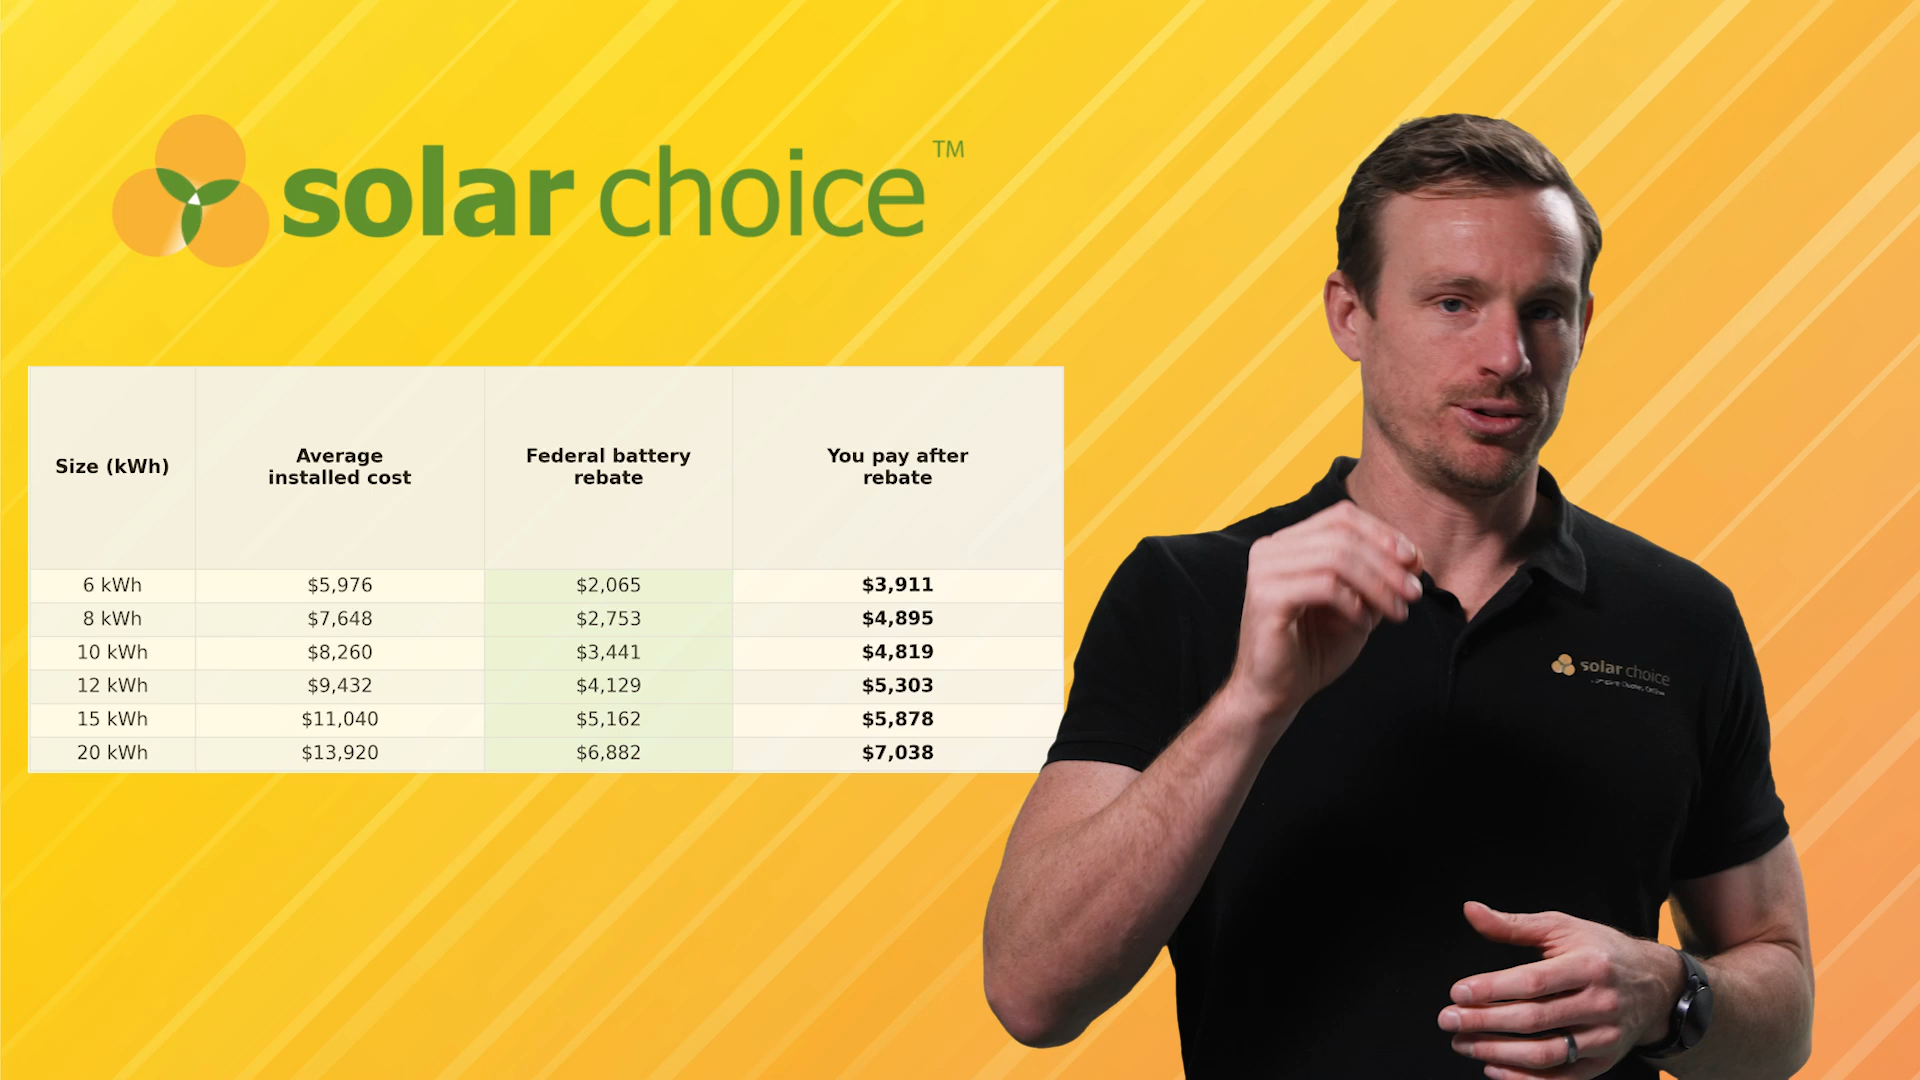 solar choice™
Size (kWh)
Average
installed cost
Federal battery
rebate
You pay after
rebate
6 kWh $5,976 $2,065 $3,911
8 kWh $7,648 $2,753 $4,895
10 kWh $8,260 $3,441 $4,819
12 kWh $9,432 $4,129 $5,303
15 kWh $11,040 $5,162 $5,878
20 kWh $13,920 $6,882 $7,038
solar choice